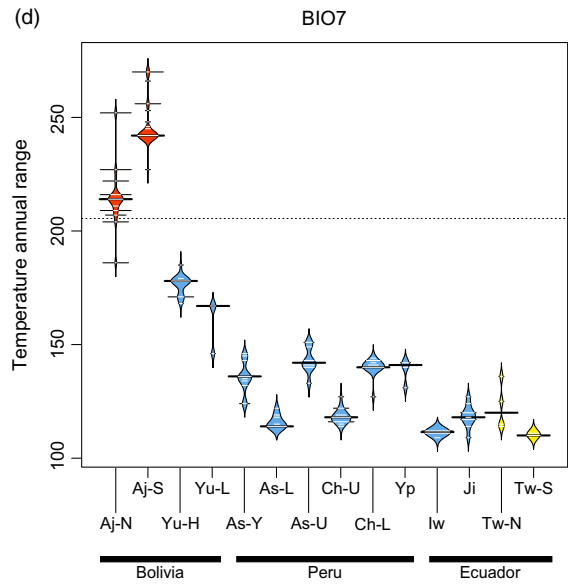 (d)
BIO7
Temperature annual range
250
200
150
100
Aj-S Yu-L As-L Ch-U Yp Ji Tw-S
Aj-N Yu-H As-Y As-U Ch-L Iw Tw-N
Bolivia Peru Ecuador